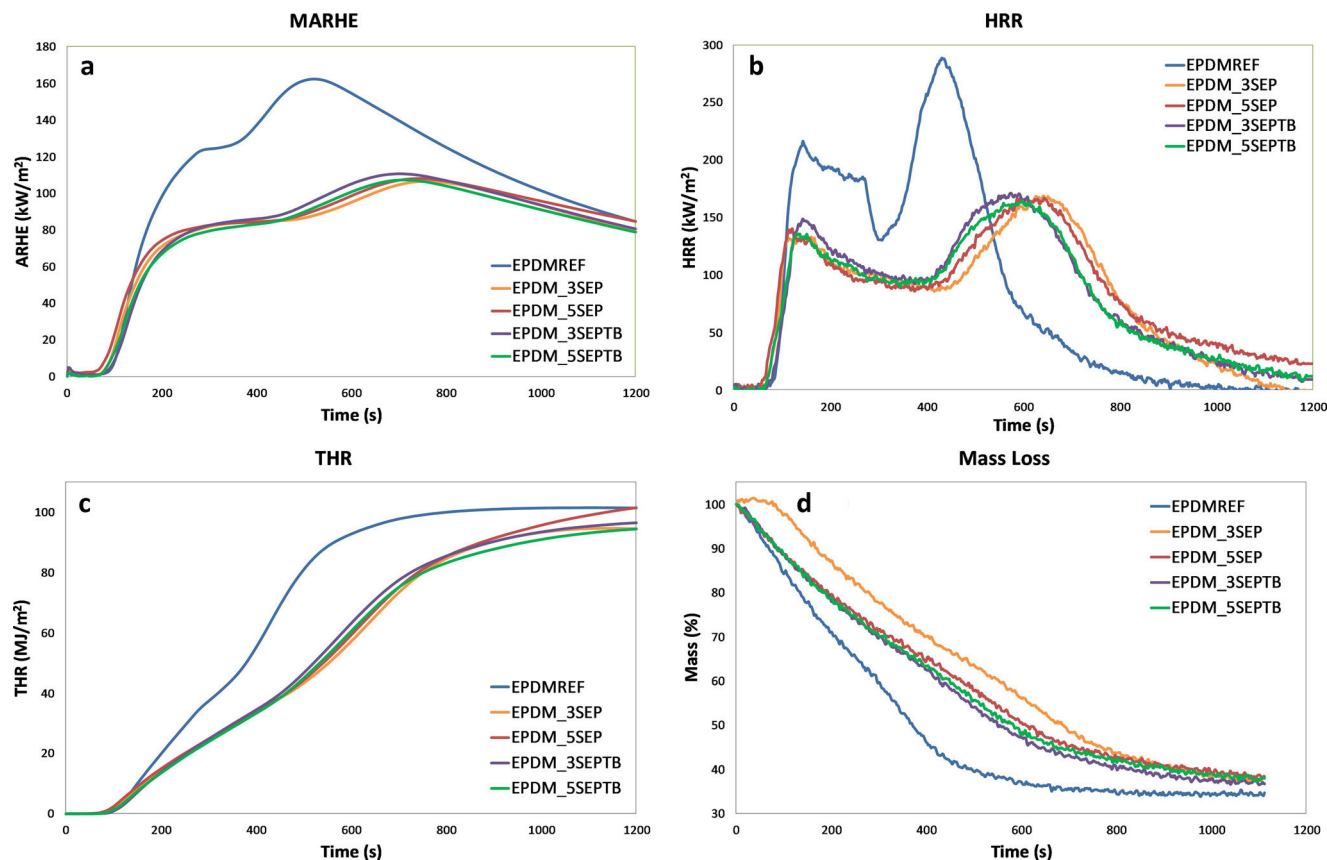 MARHE
a
ARHE (kW/m²)
180
160
140
120
100
80
60
40
20
0
0 200 400 600 800 1000 1200
Time (s)
EPDMREF
EPDM_3SEP
EPDM_5SEP
EPDM_3SEPTB
EPDM_5SEPTB
HRR
b
HRR (kW/m²)
300
250
200
150
100
50
0
0 200 400 600 800 1000 1200
Time (s)
EPDMREF
EPDM_3SEP
EPDM_5SEP
EPDM_3SEPTB
EPDM_5SEPTB
THR
c
THR (MJ/m²)
100
80
60
40
20
0
0 200 400 600 800 1000 1200
Time (s)
EPDMREF
EPDM_3SEP
EPDM_5SEP
EPDM_3SEPTB
EPDM_5SEPTB
Mass Loss
d
Mass (%)
100
90
80
70
60
50
40
30
0 200 400 600 800 1000 1200
Time (s)
EPDMREF
EPDM_3SEP
EPDM_5SEP
EPDM_3SEPTB
EPDM_5SEPTB